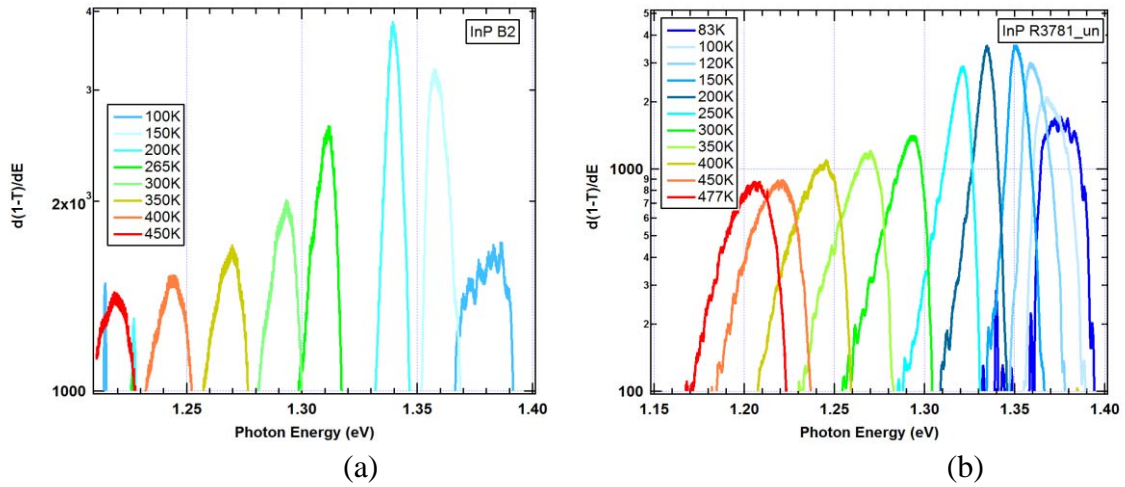 InP B2
d(1-T)/dE
4
3
2x10³
1000
100K
150K
200K
265K
300K
350K
400K
450K
1.25 1.30 1.35 1.40
Photon Energy (eV)
(a)
InP R3781_un
d(1-T)/dE
5
4
3
2
1000
9
8
7
6
5
4
3
2
100
83K
100K
120K
150K
200K
250K
300K
350K
400K
450K
477K
1.15 1.20 1.25 1.30 1.35 1.40
Photon Energy (eV)
(b)